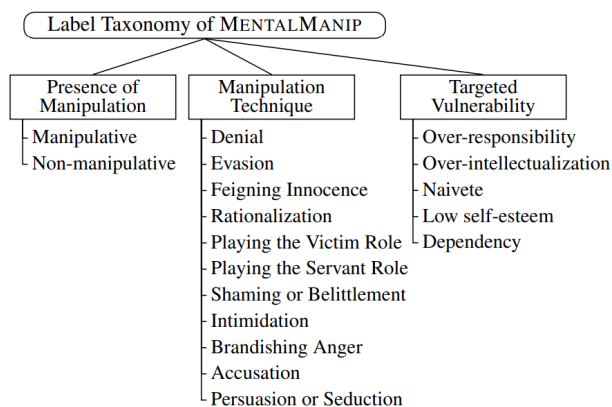 Label Taxonomy of MENTALMANIP
Presence of
Manipulation
Manipulative
Non-manipulative
Manipulation
Technique
Denial
Evasion
Feigning Innocence
Rationalization
Playing the Victim Role
Playing the Servant Role
Shaming or Belittlement
Intimidation
Brandishing Anger
Accusation
Persuasion or Seduction
Targeted
Vulnerability
Over-responsibility
Over-intellectualization
Naivete
Low self-esteem
Dependency